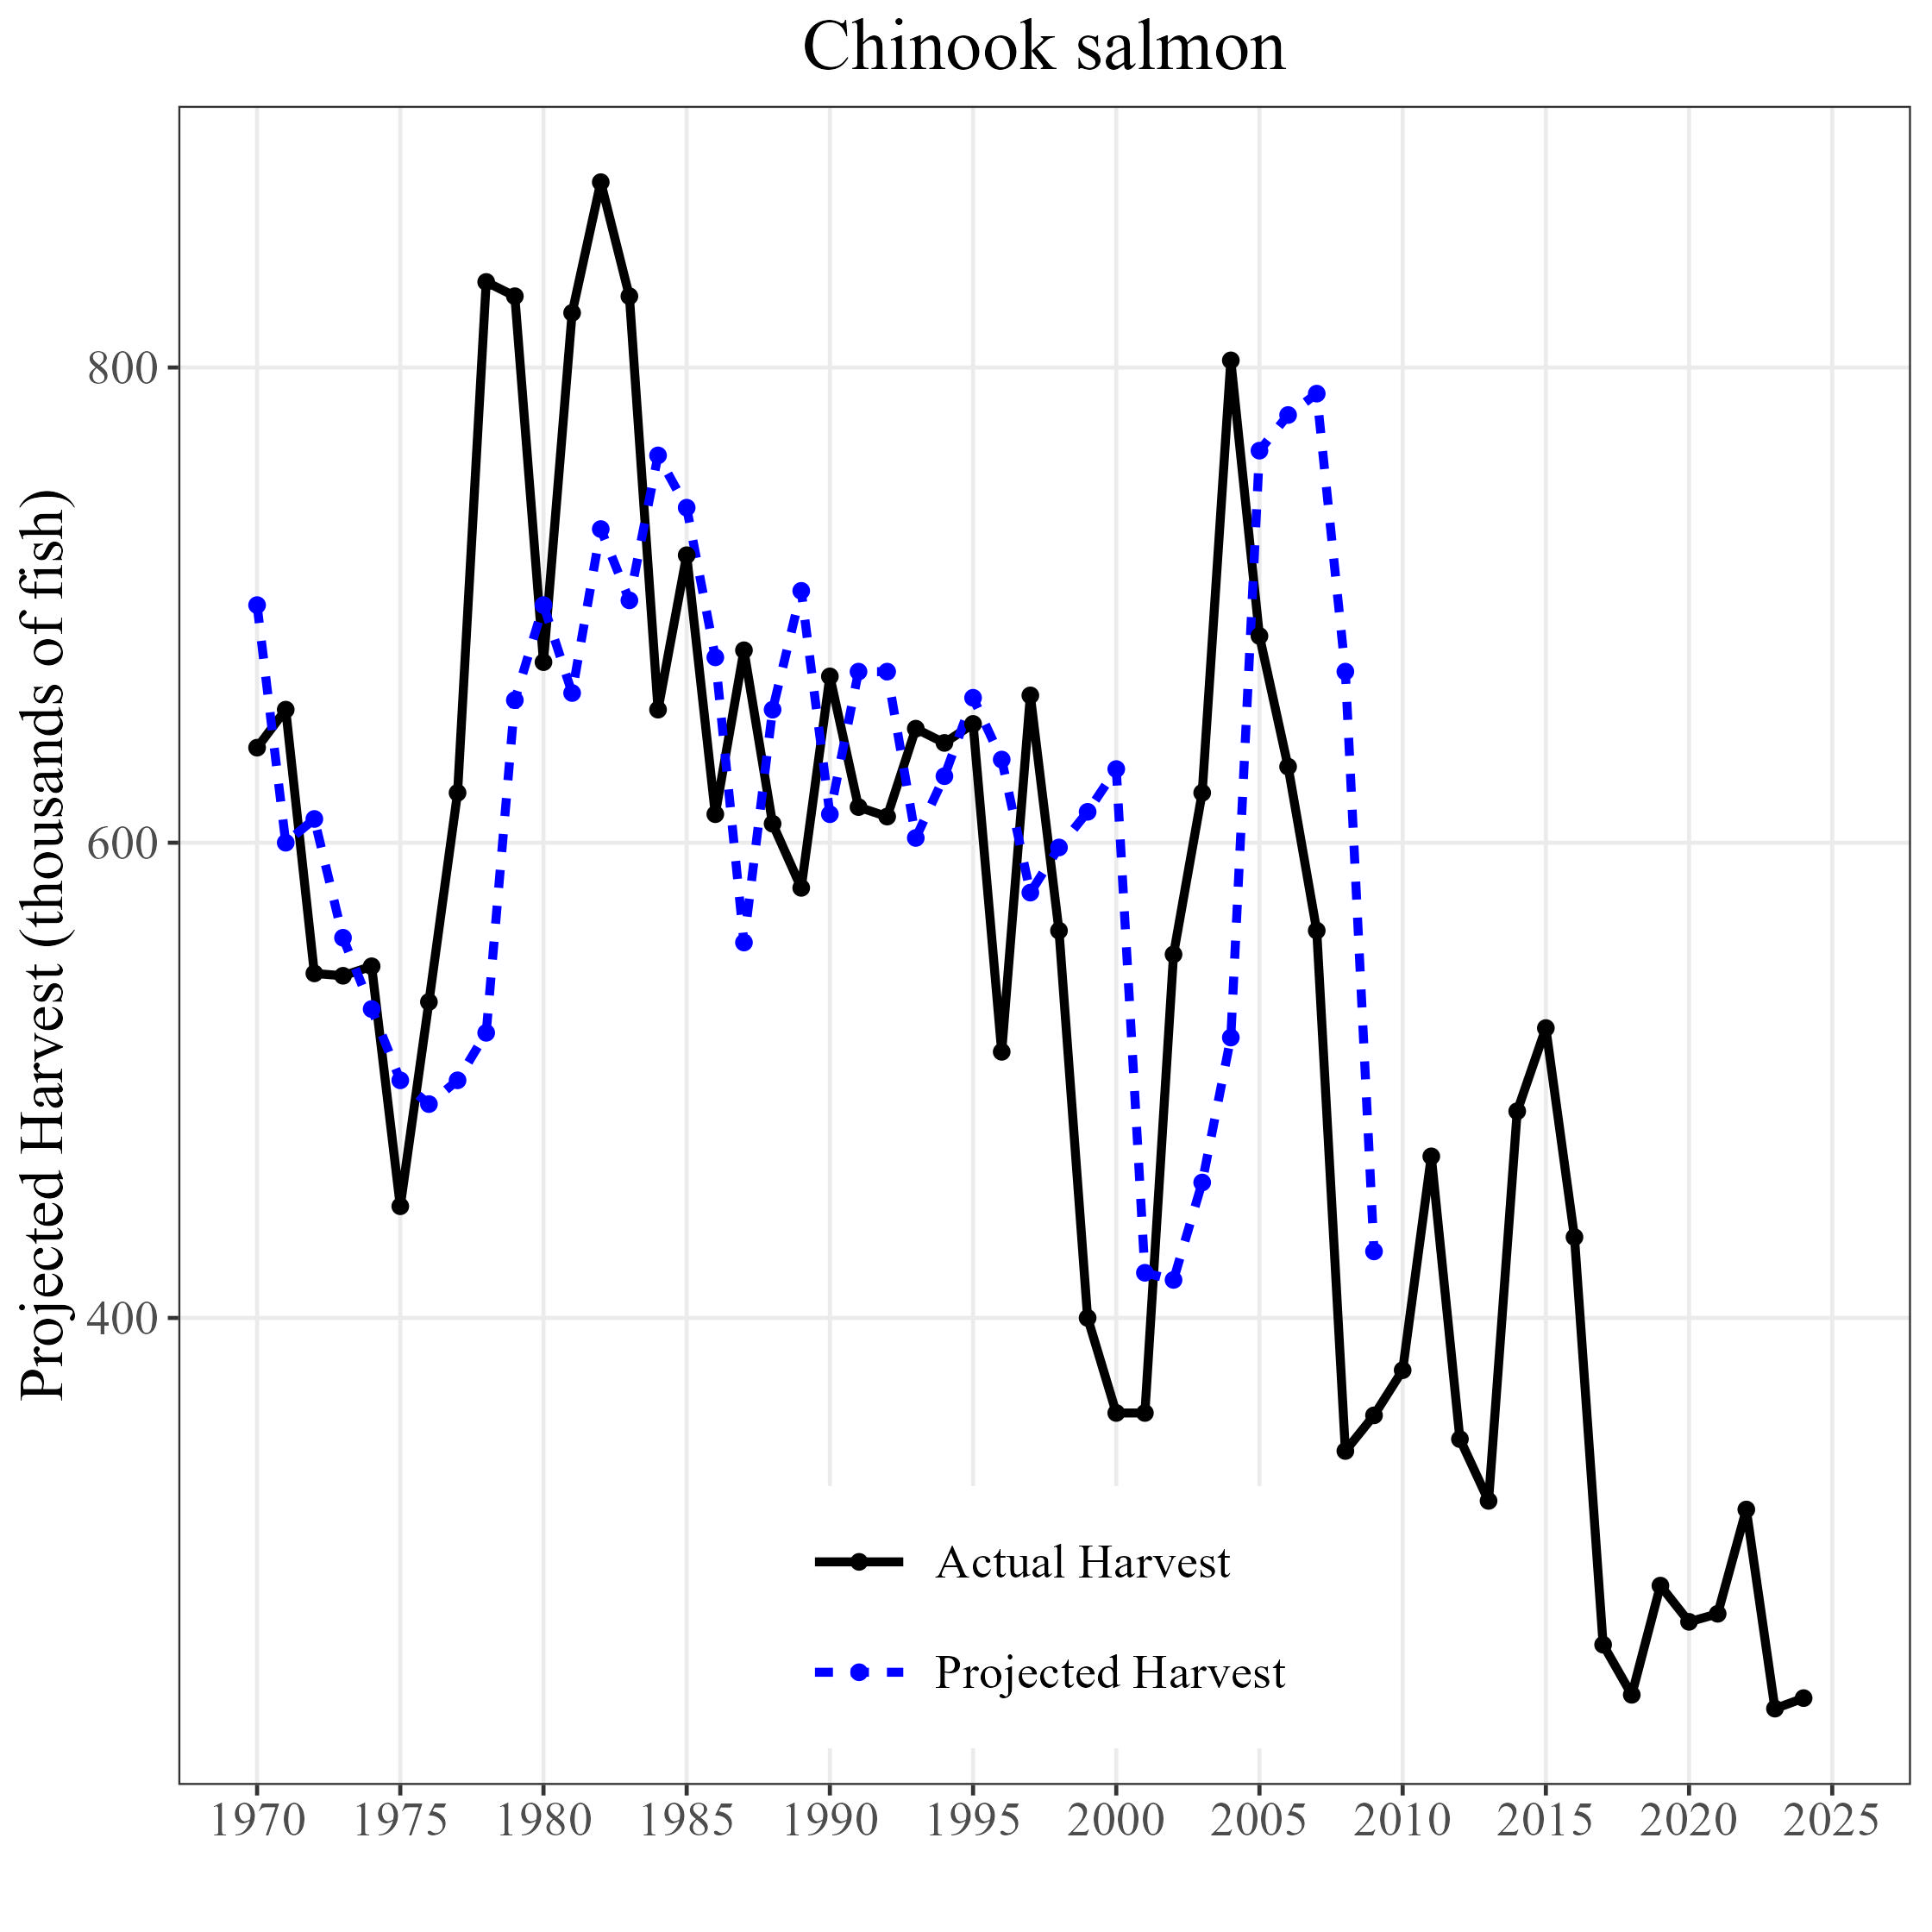 Chinook salmon
Projected Harvest (thousands of fish)
800
600
400
Actual Harvest
Projected Harvest
1970 1975 1980 1985 1990 1995 2000 2005 2010 2015 2020 2025